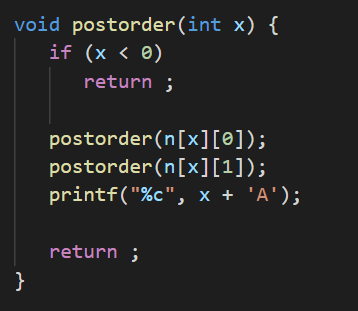 void postorder(int x) {
if (x < 0)
return ;
postorder(n[x][0]);
postorder(n[x][1]);
printf("%c", x + 'A');
return ;
}